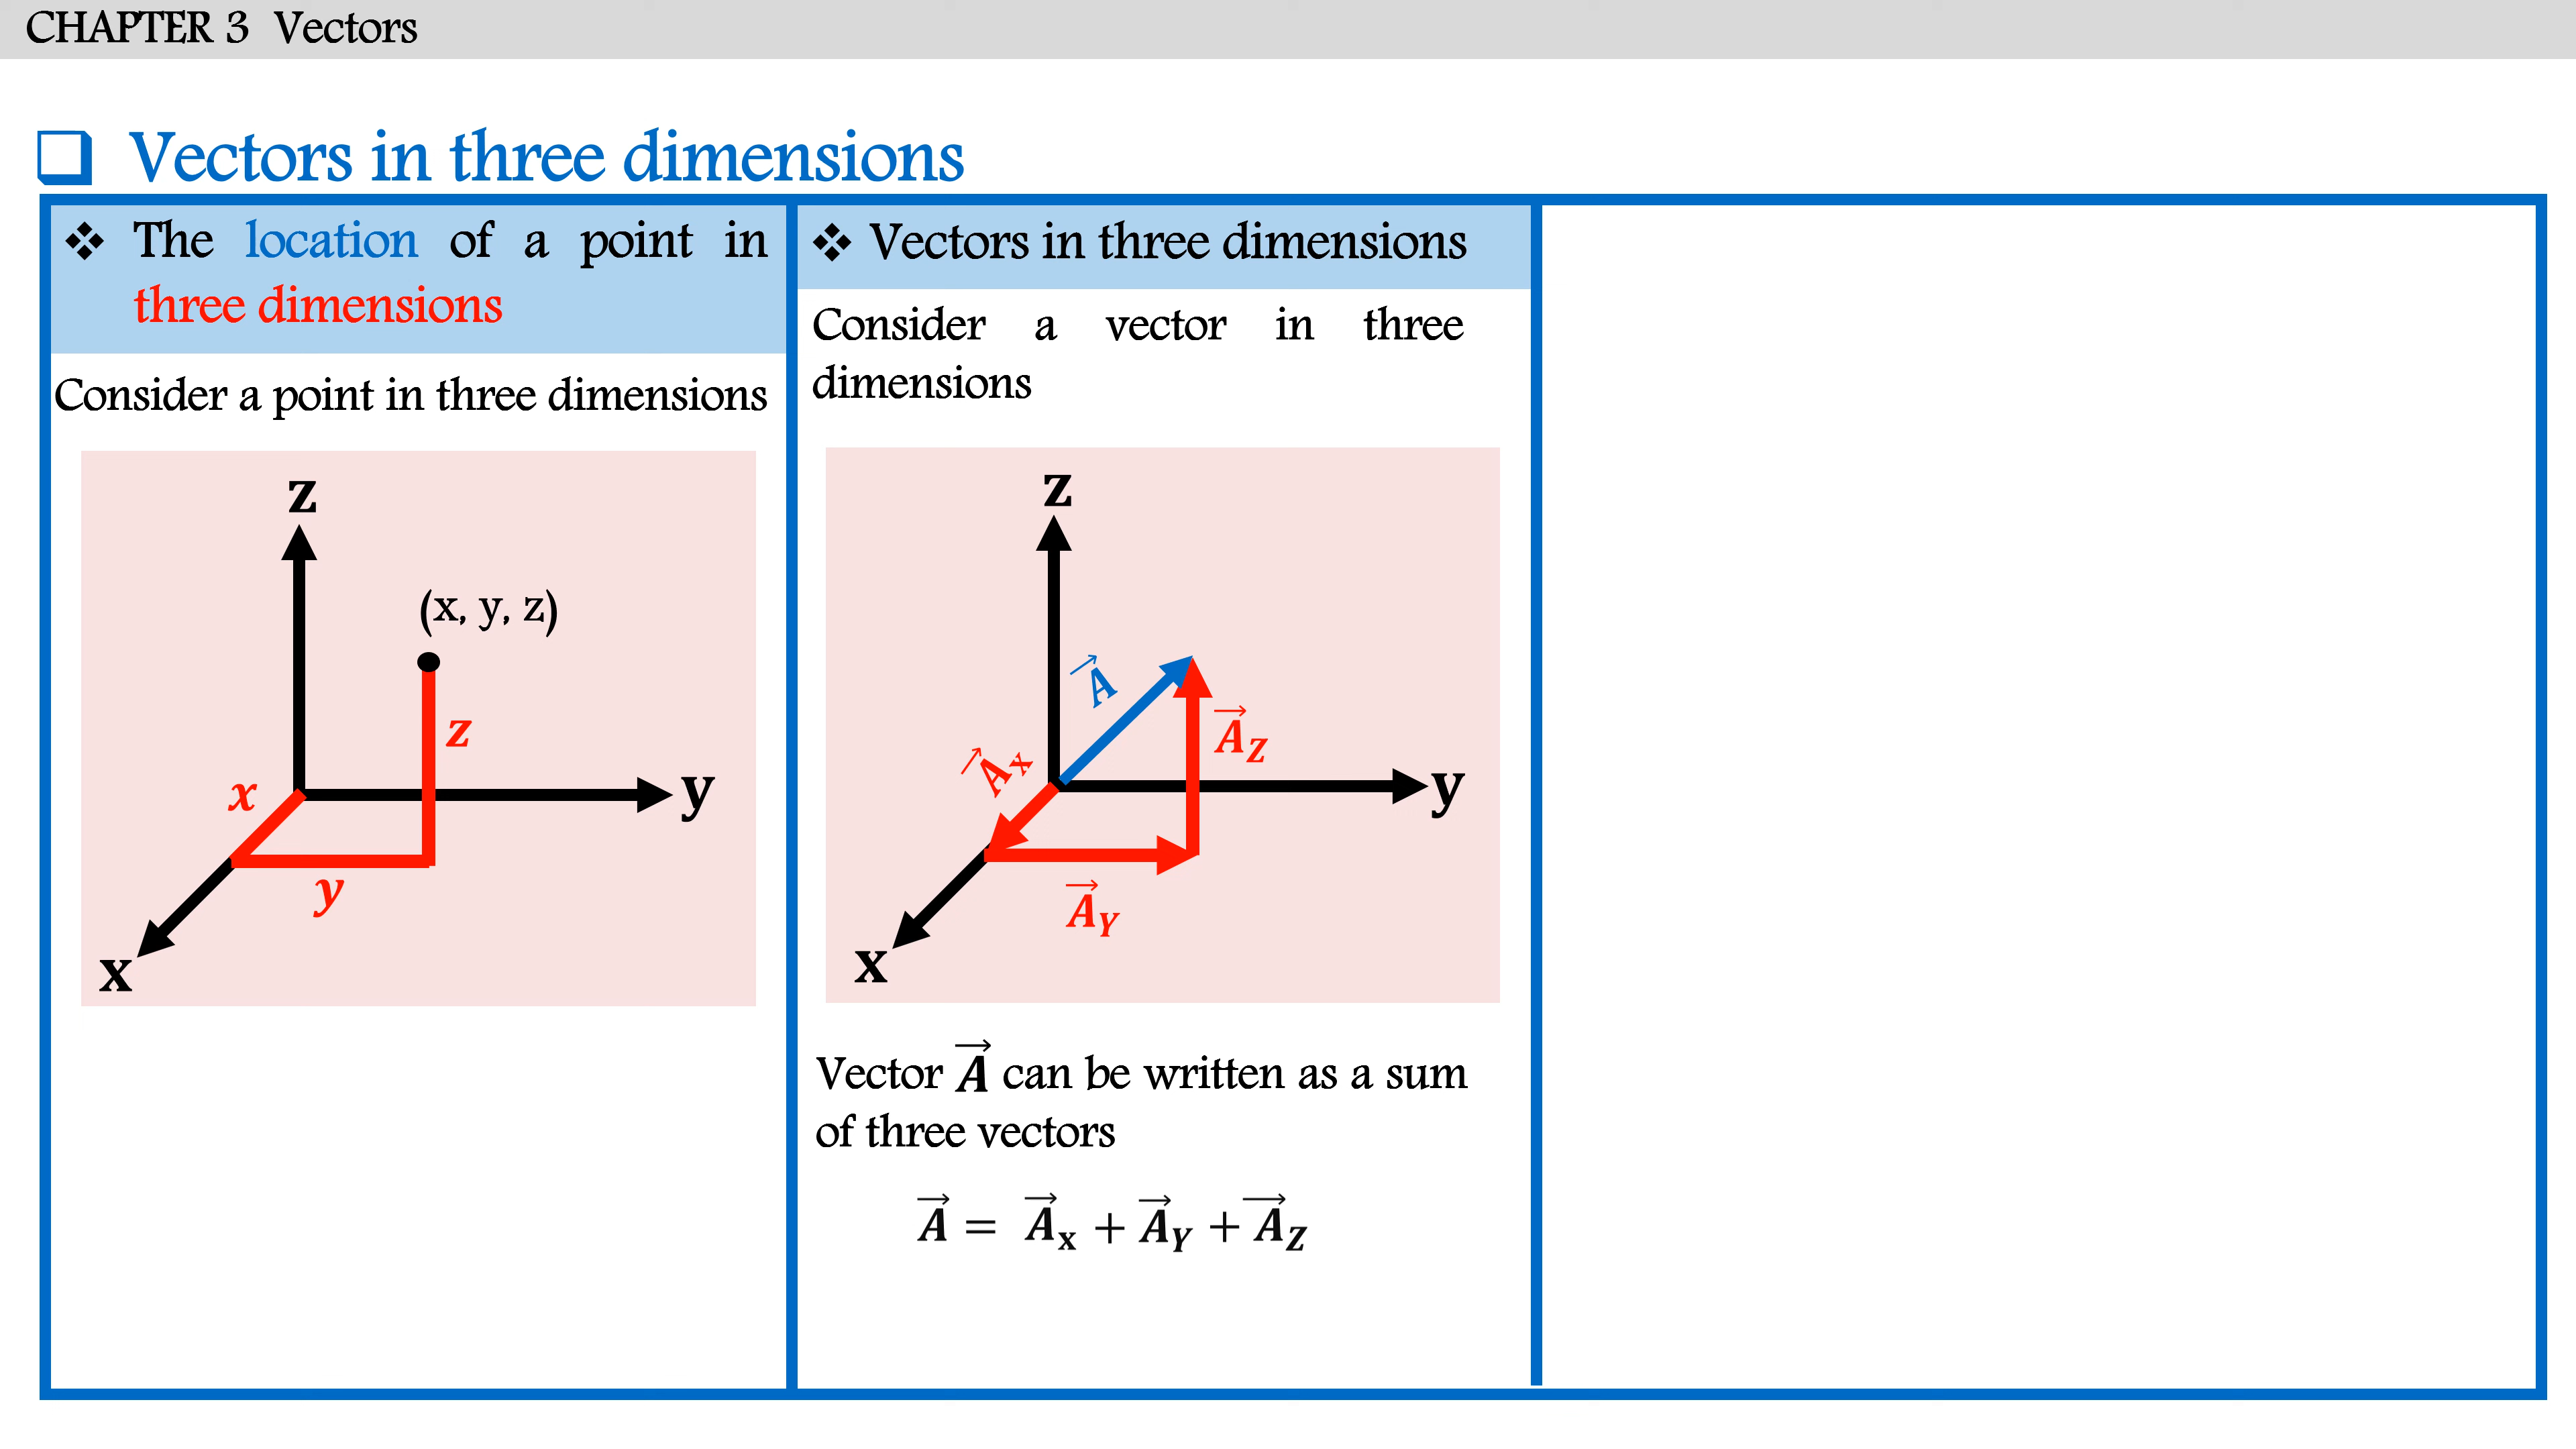 CHAPTER 3 Vectors
❑ Vectors in three dimensions
❖ The location of a point in
three dimensions
Consider a point in three dimensions
z
(x, y, z)
z
x
y
y
x
❖ Vectors in three dimensions
Consider a vector in three
dimensions
z
A⃗
A⃗x
A⃗Z
y
A⃗Y
x
Vector A⃗ can be written as a sum
of three vectors
A⃗ = A⃗x + A⃗Y + A⃗Z